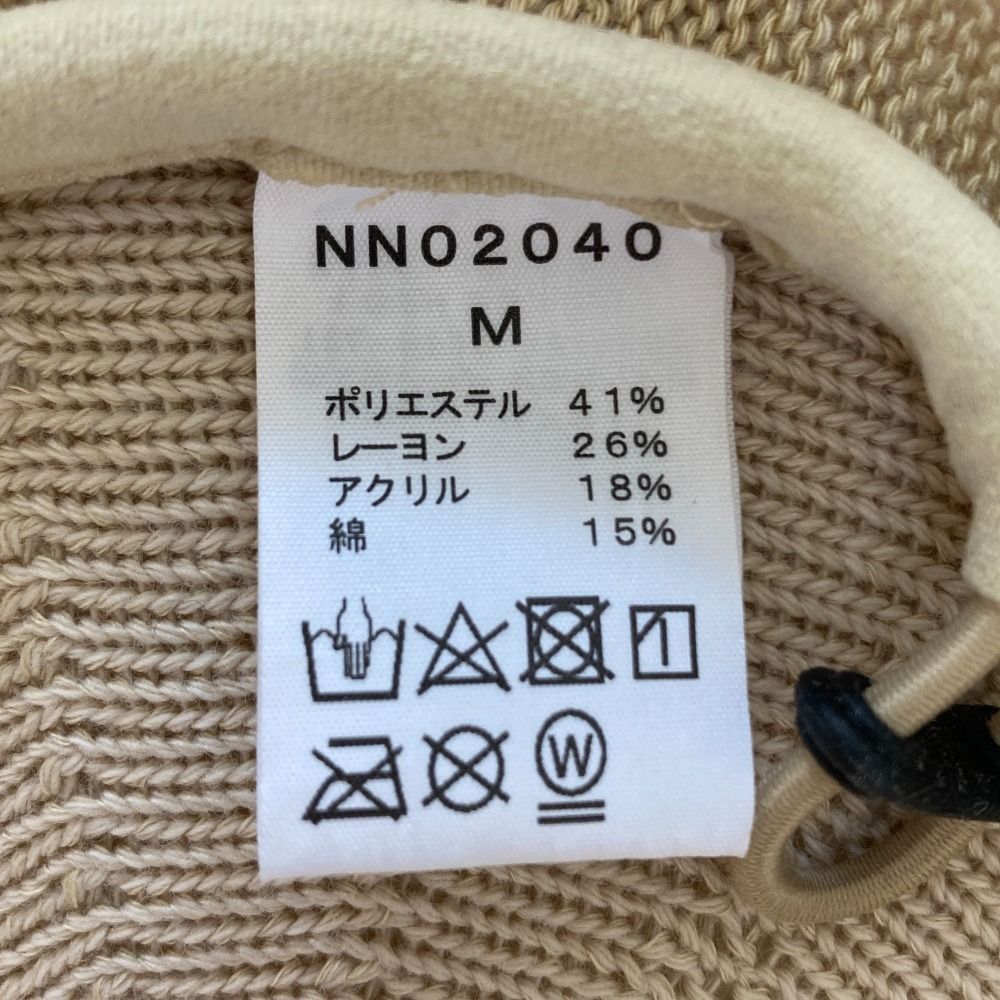 NN02040
M
ポリエステル 41%
レーヨン 26%
アクリル 18%
綿 15%
W